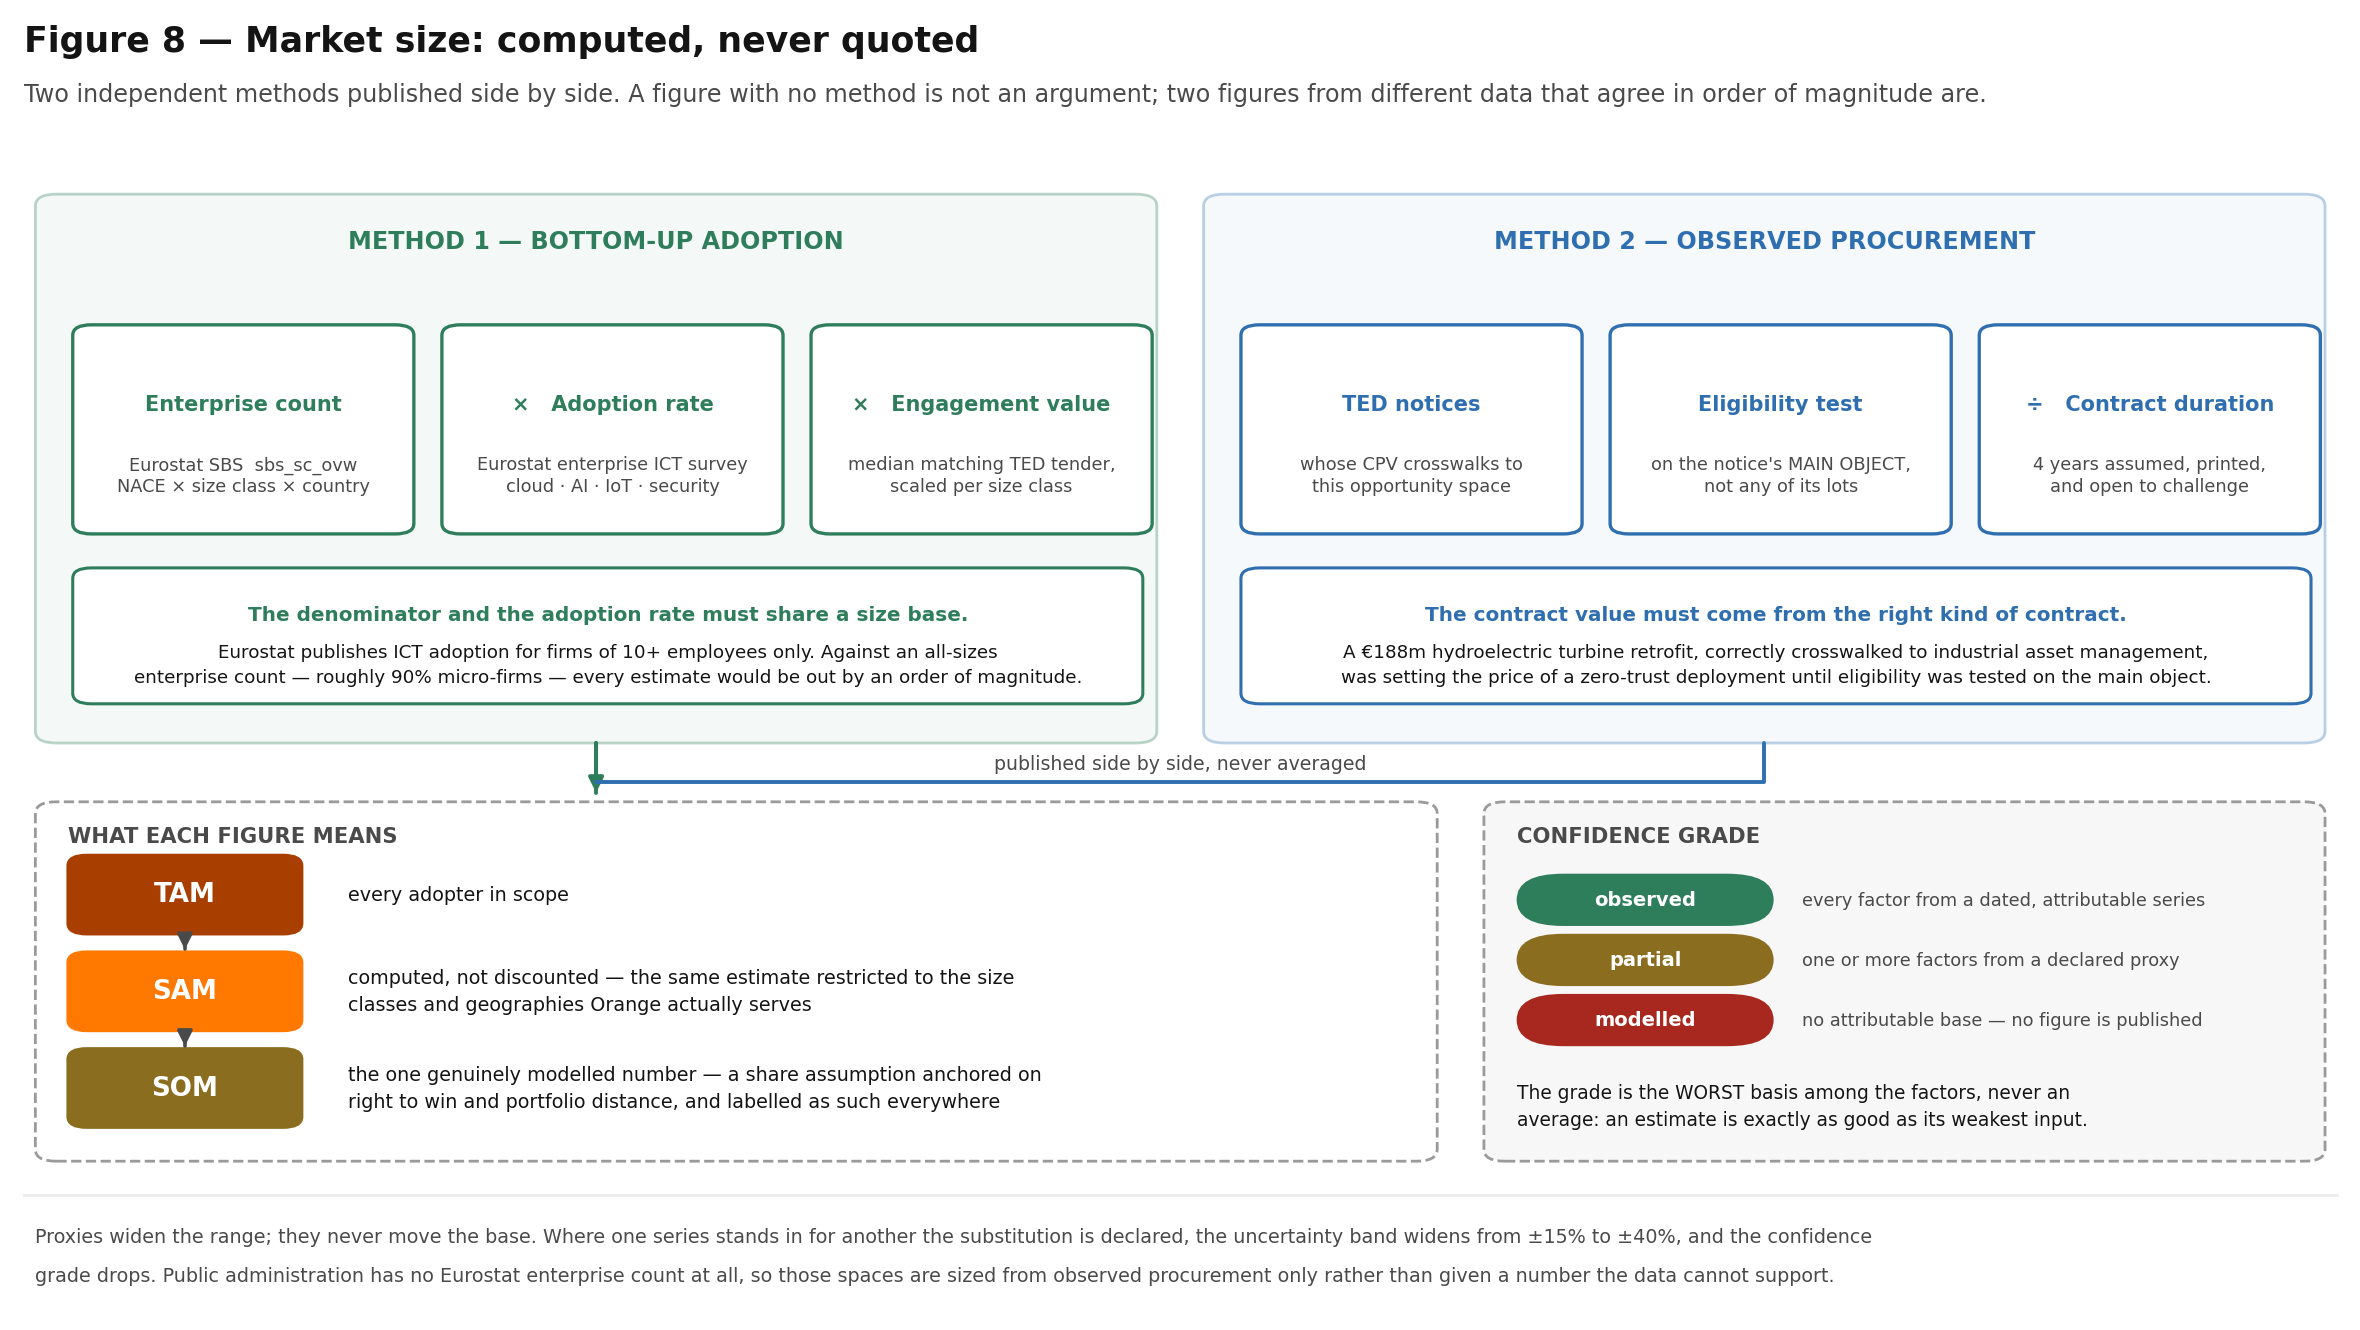 Figure 8 — Market size: computed, never quoted
Two independent methods published side by side. A figure with no method is not an argument; two figures from different data that agree in order of magnitude are.
METHOD 1 — BOTTOM-UP ADOPTION
Enterprise count
Eurostat SBS sbs_sc_ovw
NACE × size class × country
× Adoption rate
Eurostat enterprise ICT survey
cloud · AI · IoT · security
× Engagement value
median matching TED tender,
scaled per size class
The denominator and the adoption rate must share a size base.
Eurostat publishes ICT adoption for firms of 10+ employees only. Against an all-sizes
enterprise count — roughly 90% micro-firms — every estimate would be out by an order of magnitude.
METHOD 2 — OBSERVED PROCUREMENT
TED notices
whose CPV crosswalks to
this opportunity space
Eligibility test
on the notice's MAIN OBJECT,
not any of its lots
÷ Contract duration
4 years assumed, printed,
and open to challenge
The contract value must come from the right kind of contract.
A €188m hydroelectric turbine retrofit, correctly crosswalked to industrial asset management,
was setting the price of a zero-trust deployment until eligibility was tested on the main object.
published side by side, never averaged
WHAT EACH FIGURE MEANS
TAM
every adopter in scope
SAM
computed, not discounted — the same estimate restricted to the size
classes and geographies Orange actually serves
SOM
the one genuinely modelled number — a share assumption anchored on
right to win and portfolio distance, and labelled as such everywhere
CONFIDENCE GRADE
observed
every factor from a dated, attributable series
partial
one or more factors from a declared proxy
modelled
no attributable base — no figure is published
The grade is the WORST basis among the factors, never an
average: an estimate is exactly as good as its weakest input.
Proxies widen the range; they never move the base. Where one series stands in for another the substitution is declared, the uncertainty band widens from ±15% to ±40%, and the confidence
grade drops. Public administration has no Eurostat enterprise count at all, so those spaces are sized from observed procurement only rather than given a number the data cannot support.